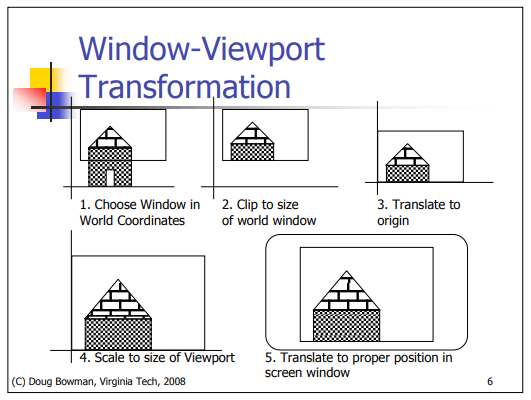 Window-Viewport
Transformation
1. Choose Window in
World Coordinates
2. Clip to size
of world window
3. Translate to
origin
4. Scale to size of Viewport
5. Translate to proper position in
screen window
(C) Doug Bowman, Virginia Tech, 2008
6